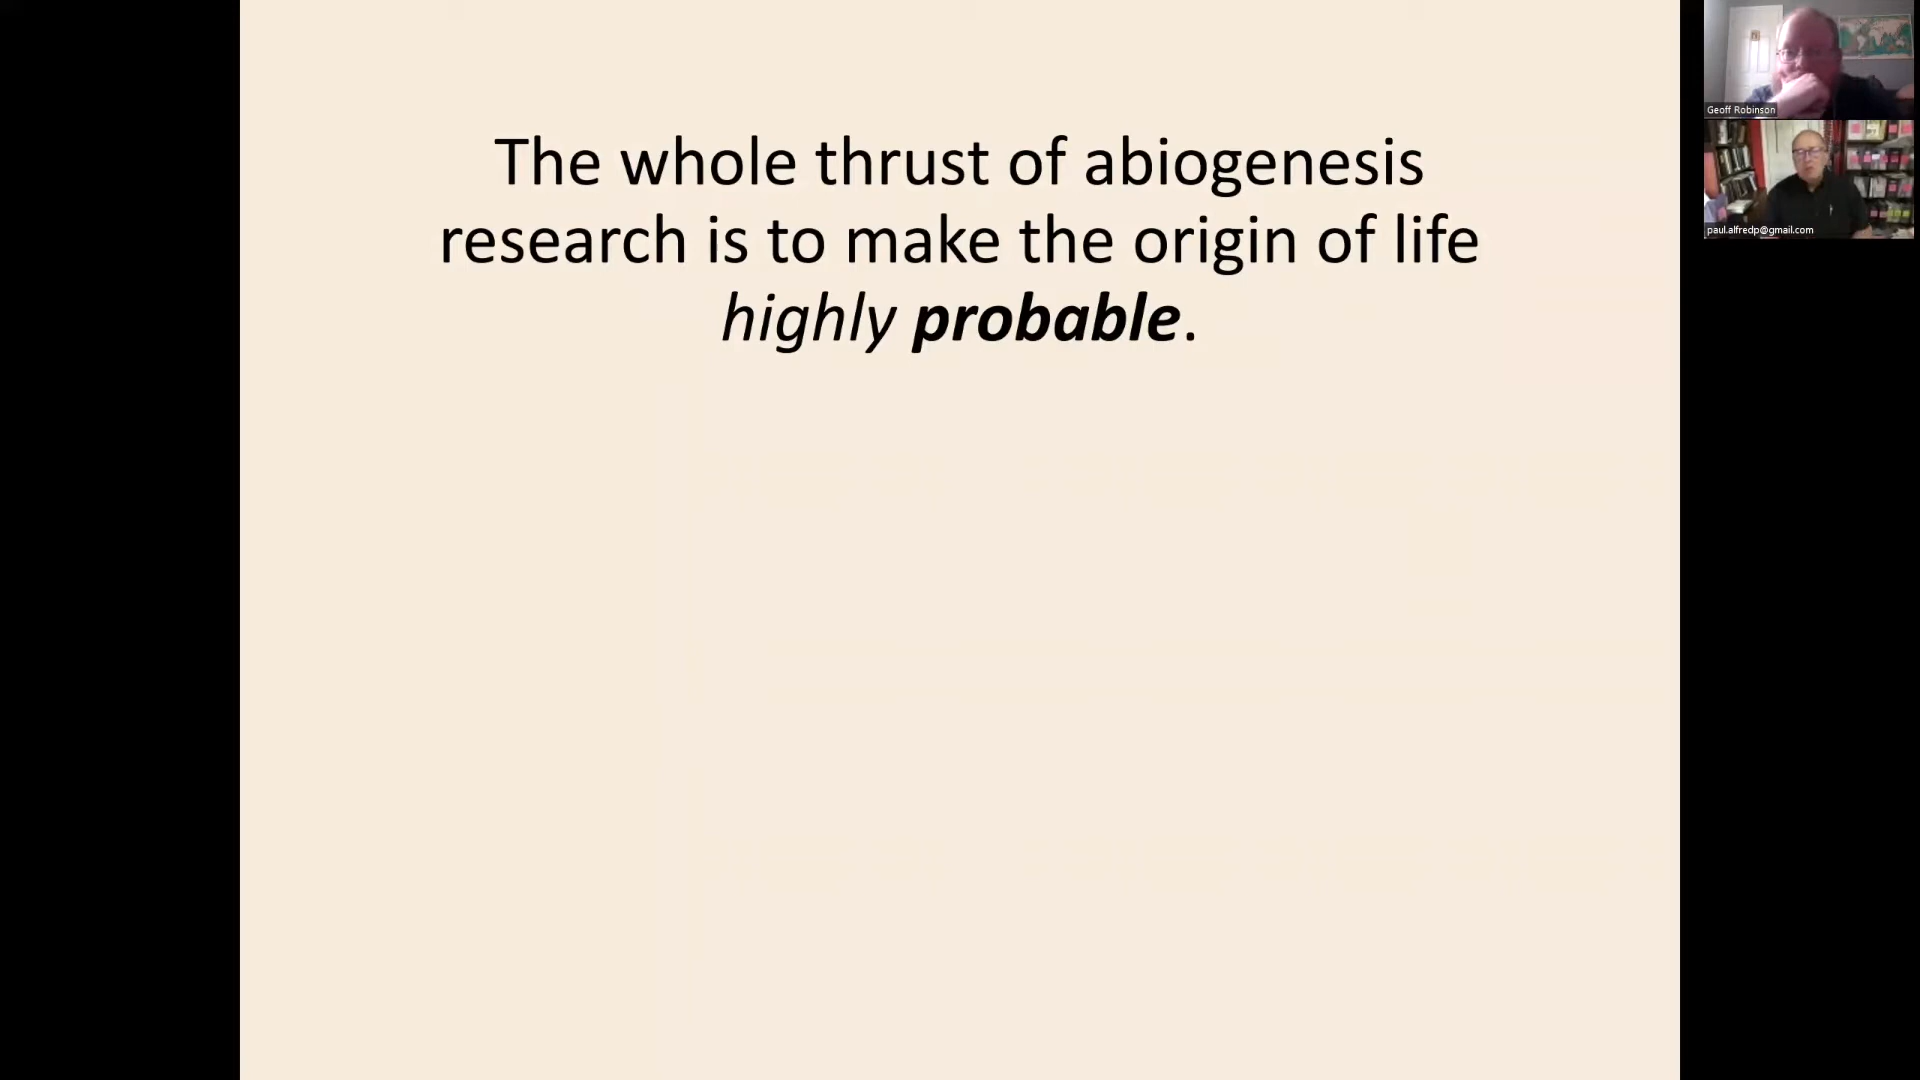 The whole thrust of abiogenesis
research is to make the origin of life
highly probable.
Geoff Robinson
paul.alfredp@gmail.com